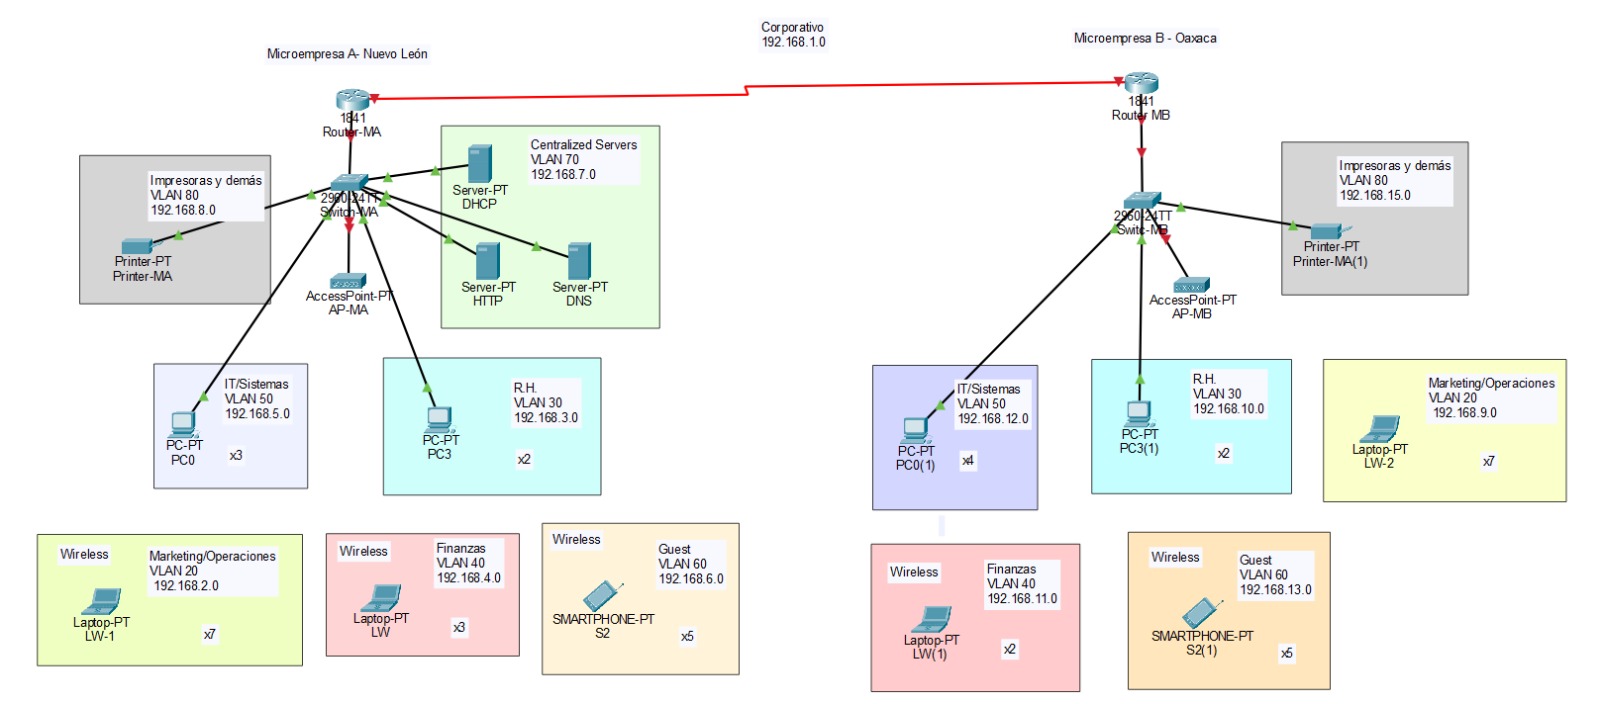 Corporativo
192.168.1.0
Microempresa A- Nuevo León
Microempresa B - Oaxaca
1841
Router-MA
1841
Router MB
Impresoras y demás
VLAN 80
192.168.8.0
Printer-PT
Printer-MA
2960-24TT
Switch-MA
Centralized Servers
VLAN 70
192.168.7.0
Server-PT
DHCP
Server-PT
HTTP
Server-PT
DNS
AccessPoint-PT
AP-MA
2960-24TT
Switc-MB
Impresoras y demás
VLAN 80
192.168.15.0
Printer-PT
Printer-MA(1)
AccessPoint-PT
AP-MB
IT/Sistemas
VLAN 50
192.168.5.0
PC-PT
PC0
x3
R.H.
VLAN 30
192.168.3.0
PC-PT
PC3
x2
IT/Sistemas
VLAN 50
192.168.12.0
PC-PT
PC0(1)
x4
R.H.
VLAN 30
192.168.10.0
PC-PT
PC3(1)
x2
Marketing/Operaciones
VLAN 20
192.168.9.0
Laptop-PT
LW-2
x7
Wireless
Marketing/Operaciones
VLAN 20
192.168.2.0
Laptop-PT
LW-1
x7
Wireless
Finanzas
VLAN 40
192.168.4.0
Laptop-PT
LW
x3
Wireless
Guest
VLAN 60
192.168.6.0
SMARTPHONE-PT
S2
x5
Wireless
Finanzas
VLAN 40
192.168.11.0
Laptop-PT
LW(1)
x2
Wireless
Guest
VLAN 60
192.168.13.0
SMARTPHONE-PT
S2(1)
x5